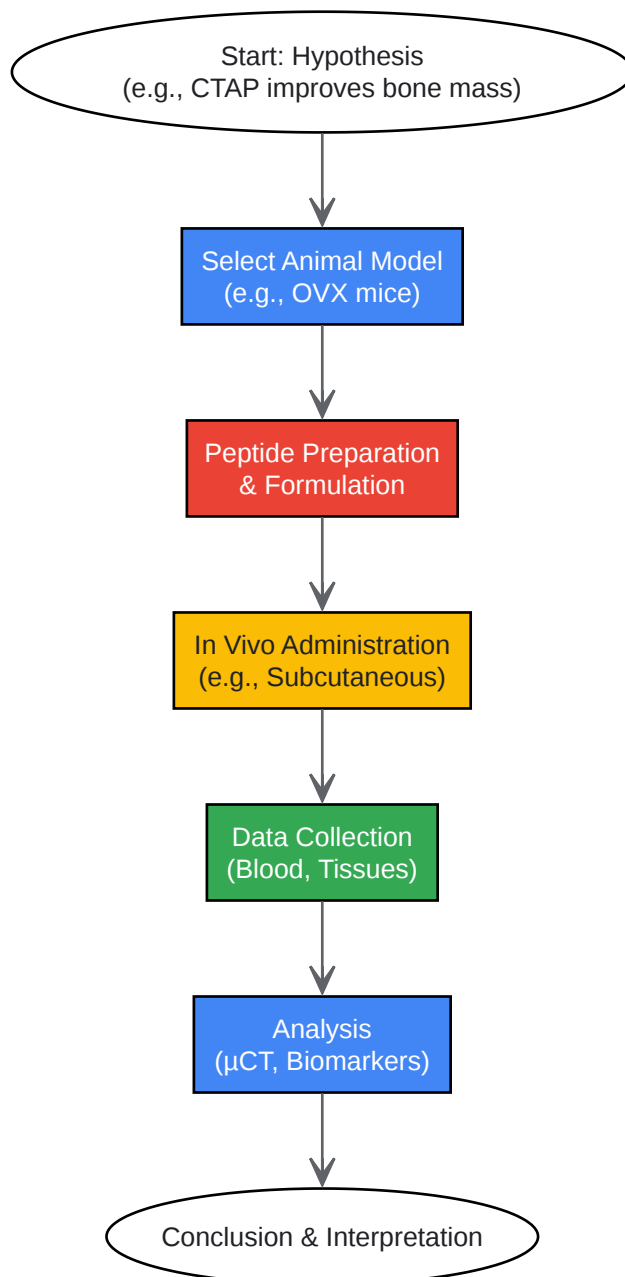 Start: Hypothesis
(e.g., CTAP improves bone mass)
Select Animal Model
(e.g., OVX mice)
Peptide Preparation
& Formulation
In Vivo Administration
(e.g., Subcutaneous)
Data Collection
(Blood, Tissues)
Analysis
(µCT, Biomarkers)
Conclusion & Interpretation